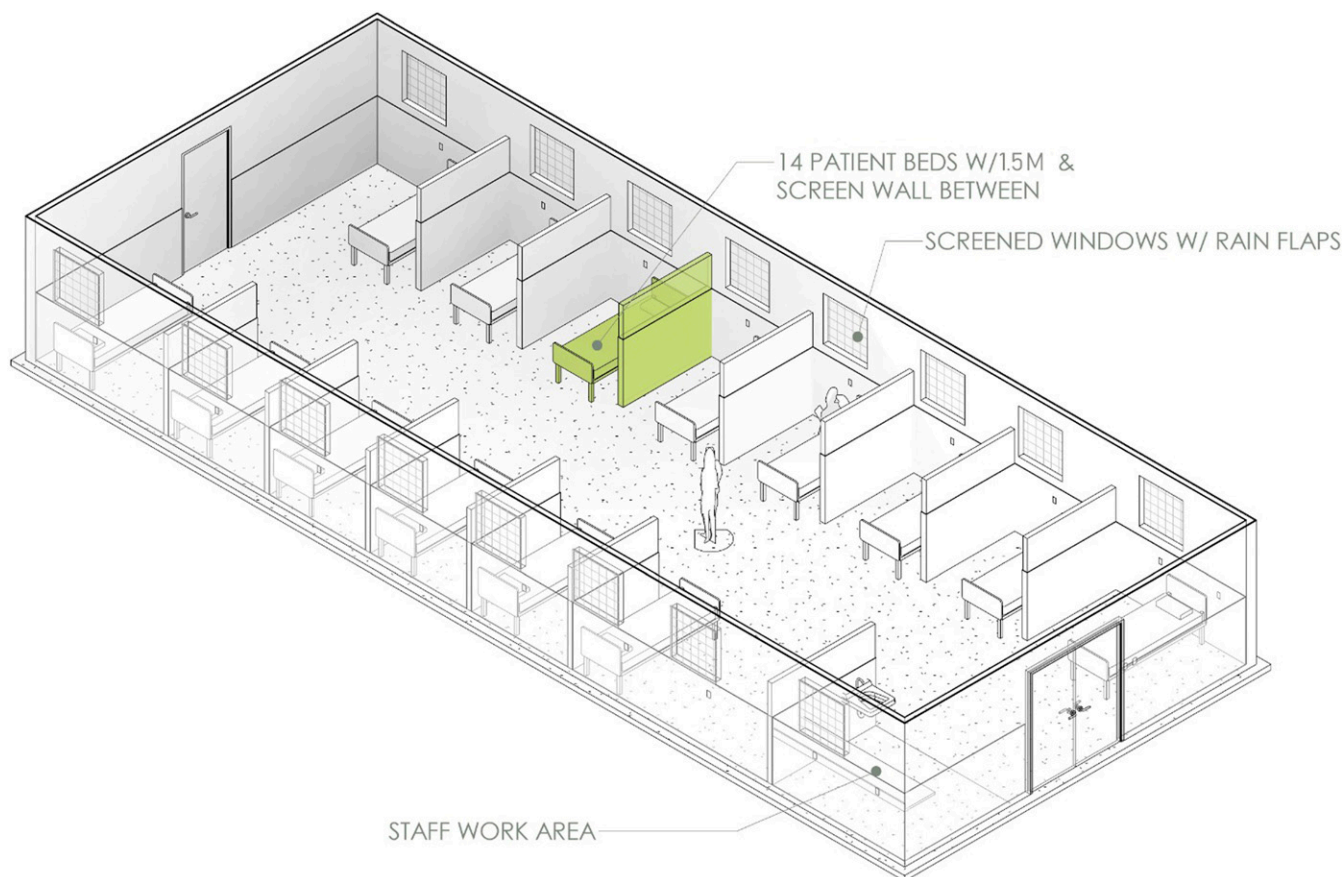 14 PATIENT BEDS W/1.5M &
SCREEN WALL BETWEEN
SCREENED WINDOWS W/ RAIN FLAPS
STAFF WORK AREA